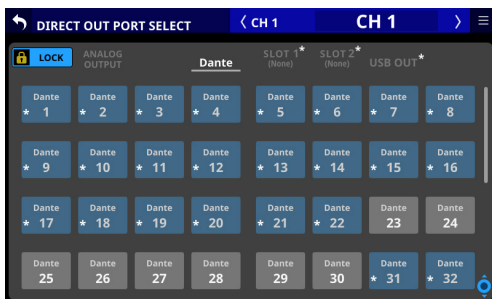 DIRECT OUT PORT SELECT CH 1 CH 1
LOCK ANALOG OUTPUT Dante SLOT 1* (None) SLOT 2* (None) USB OUT*
Dante Dante Dante Dante Dante Dante Dante Dante
* 1 * 2 * 3 * 4 * 5 * 6 * 7 * 8
Dante Dante Dante Dante Dante Dante Dante Dante
* 9 * 10 * 11 * 12 * 13 * 14 * 15 * 16
Dante Dante Dante Dante Dante Dante Dante Dante
* 17 * 18 * 19 * 20 * 21 * 22 23 24
Dante Dante Dante Dante Dante Dante Dante Dante
25 26 27 28 29 30 * 31 * 32